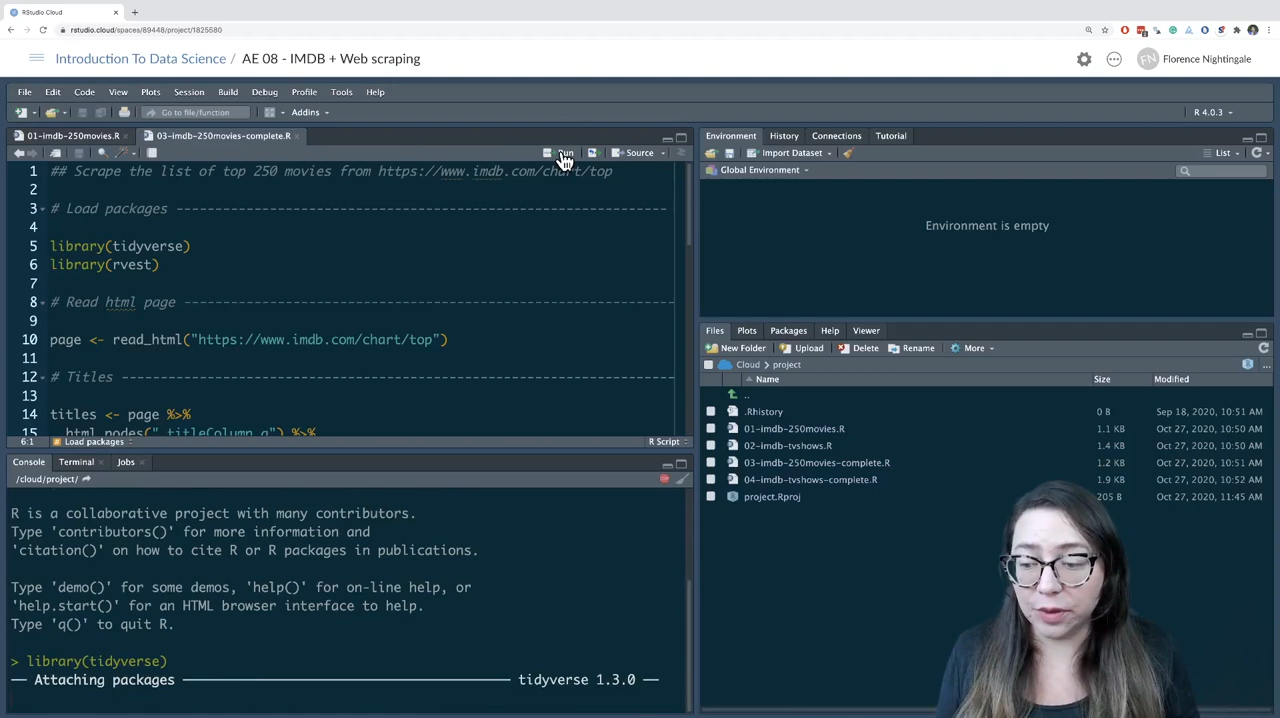 RStudio Cloud
rstudio.cloud/spaces/89448/project/1825580
Introduction To Data Science / AE 08 - IMDB + Web scraping
FN Florence Nightingale
File Edit Code View Plots Session Build Debug Profile Tools Help
Go to file/function Addins R 4.0.3
01-imdb-250movies.R 03-imdb-250movies-complete.R
Run Source
1 ## Scrape the list of top 250 movies from https://www.imdb.com/chart/top
2
3 # Load packages ----------------------------------------------------------------
4
5 library(tidyverse)
6 library(rvest)
7
8 # Read html page ---------------------------------------------------------------
9
10 page <- read_html("https://www.imdb.com/chart/top")
11
12 # Titles -----------------------------------------------------------------------
13
14 titles <- page %>%
html_nodes(".titleColumn a") %>%
6:1 Load packages R Script
Console Terminal Jobs
/cloud/project/
R is a collaborative project with many contributors.
Type 'contributors()' for more information and
'citation()' on how to cite R or R packages in publications.
Type 'demo()' for some demos, 'help()' for on-line help, or
'help.start()' for an HTML browser interface to help.
Type 'q()' to quit R.
> library(tidyverse)
── Attaching packages ──────────────────── tidyverse 1.3.0 ──
Environment History Connections Tutorial
Import Dataset List
Global Environment
Environment is empty
Files Plots Packages Help Viewer
New Folder Upload Delete Rename More
Cloud project
Name Size Modified
..
.Rhistory 0 B Sep 18, 2020, 10:51 AM
01-imdb-250movies.R 1.1 KB Oct 27, 2020, 10:50 AM
02-imdb-tvshows.R 1.4 KB Oct 27, 2020, 10:50 AM
03-imdb-250movies-complete.R 1.2 KB Oct 27, 2020, 10:51 AM
04-imdb-tvshows-complete.R 1.9 KB Oct 27, 2020, 10:52 AM
project.Rproj 205 B Oct 27, 2020, 11:45 AM